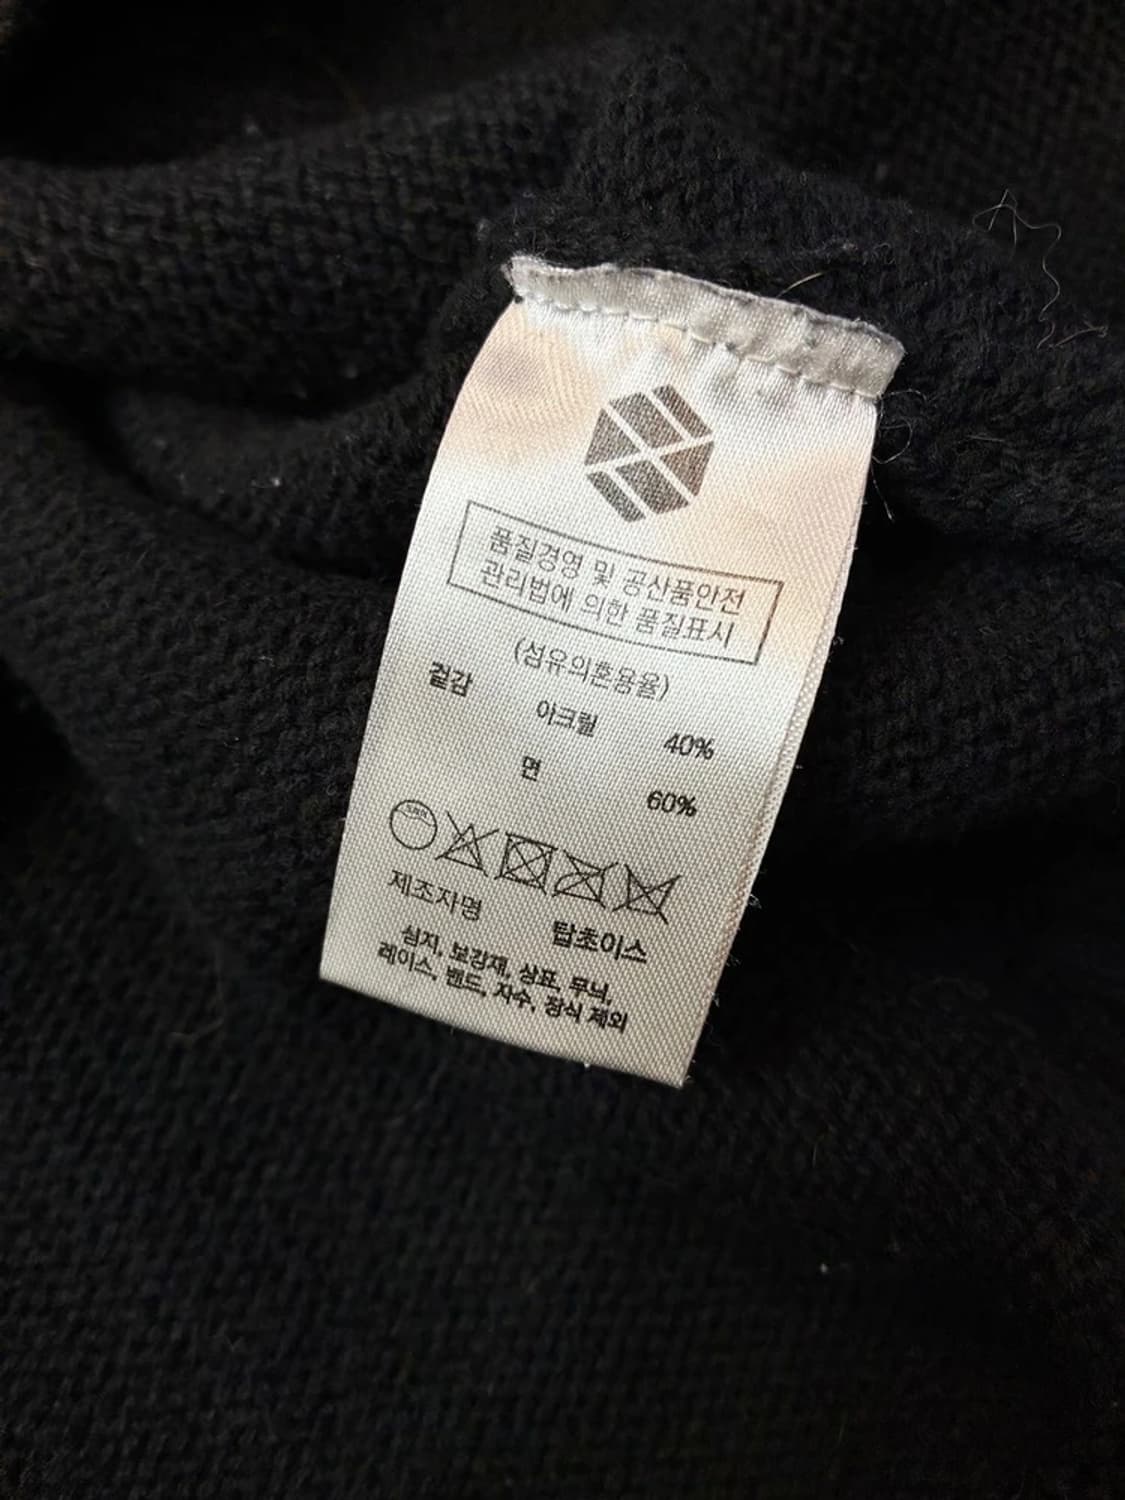 품질경영 및 공산품안전
관리법에 의한 품질표시
(섬유의혼용율)
겉감
아크릴 40%
면 60%
제조자명 탑초이스
심지, 보강재, 상표, 무늬,
레이스, 밴드, 자수, 장식 제외